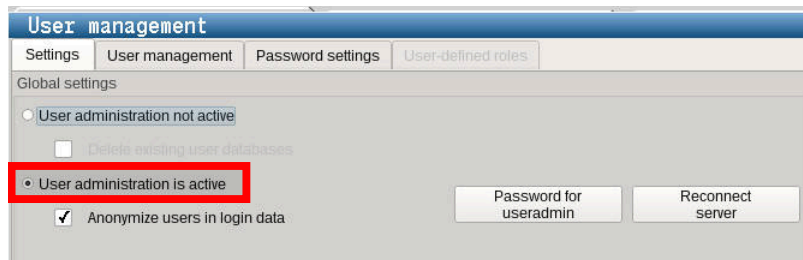 User management
Settings User management Password settings User-defined roles
Global settings
User administration not active
Delete existing user databases
User administration is active
Anonymize users in login data
Password for
useradmin
Reconnect
server